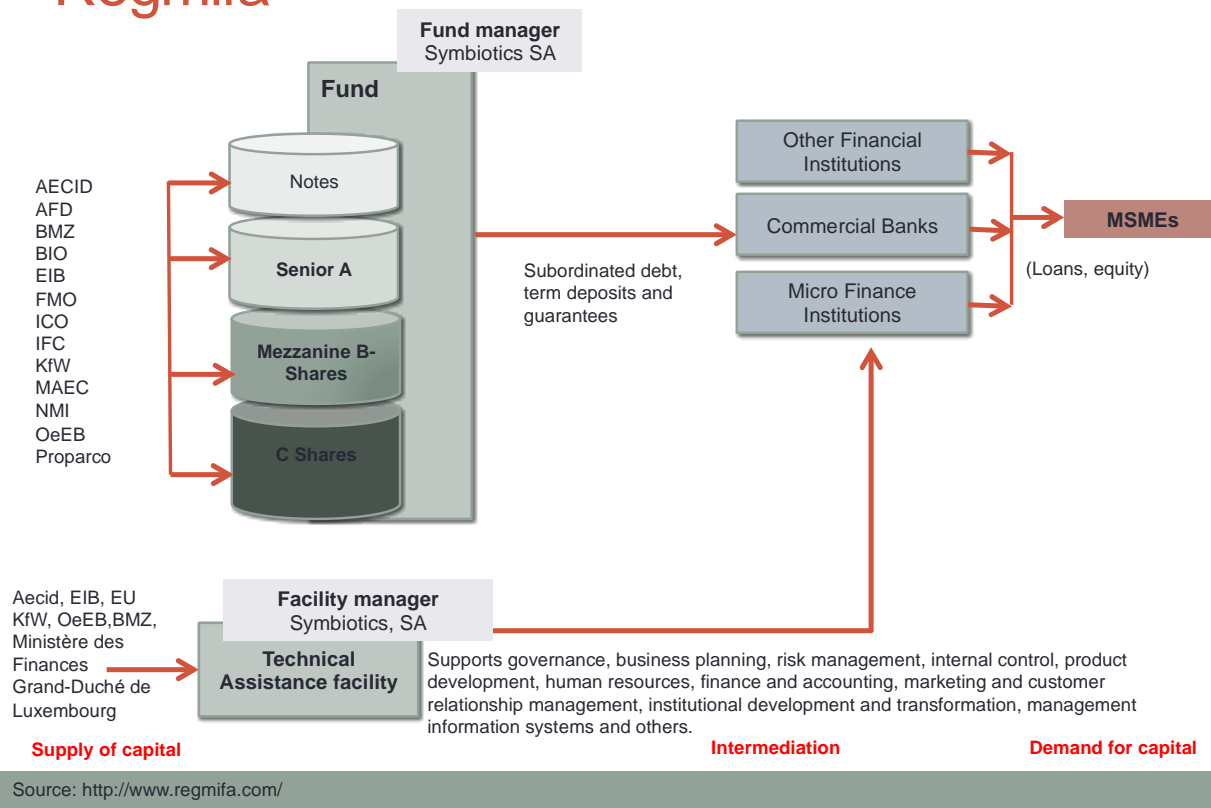 Regmifa
Fund manager
Symbiotics SA
Fund
Notes
Senior A
Mezzanine B-
Shares
C Shares
AECID
AFD
BMZ
BIO
EIB
FMO
ICO
IFC
KfW
MAEC
NMI
OeEB
Proparco
Subordinated debt,
term deposits and
guarantees
Other Financial
Institutions
Commercial Banks
Micro Finance
Institutions
MSMEs
(Loans, equity)
Aecid, EIB, EU
KfW, OeEB,BMZ,
Ministère des
Finances
Grand-Duché de
Luxembourg
Facility manager
Symbiotics, SA
Technical
Assistance facility
Supports governance, business planning, risk management, internal control, product
development, human resources, finance and accounting, marketing and customer
relationship management, institutional development and transformation, management
information systems and others.
Supply of capital
Intermediation
Demand for capital
Source: http://www.regmifa.com/